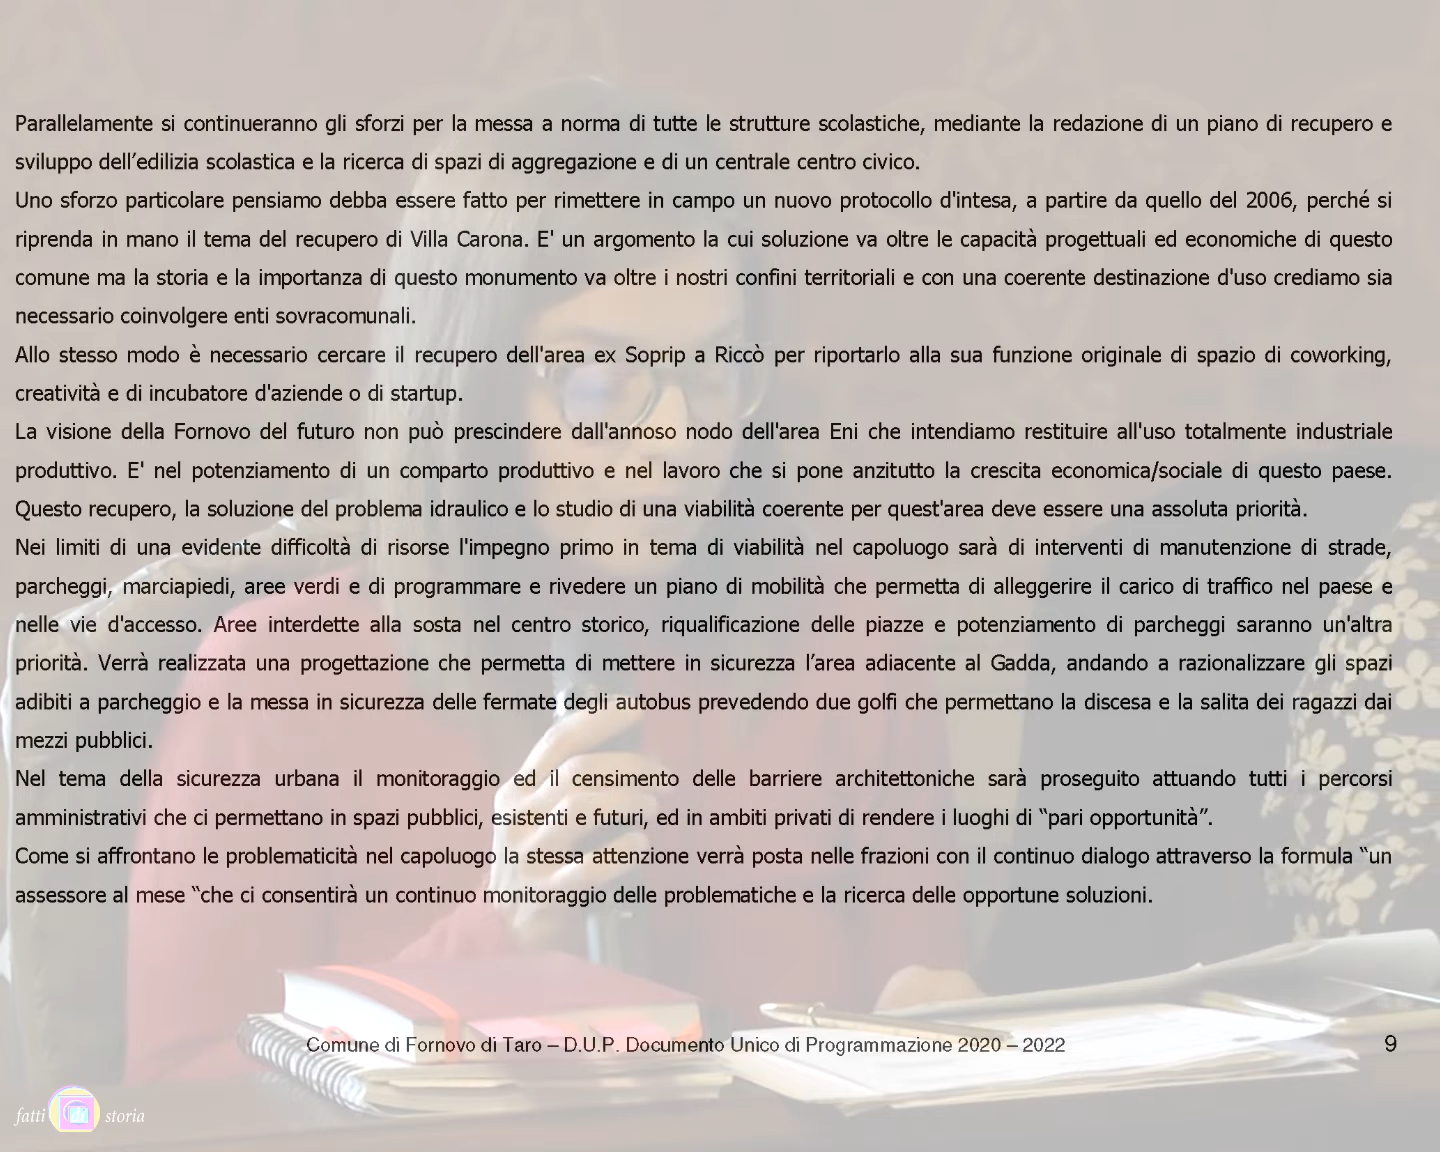 Parallelamente si continueranno gli sforzi per la messa a norma di tutte le strutture scolastiche, mediante la redazione di un piano di recupero e
sviluppo dell’edilizia scolastica e la ricerca di spazi di aggregazione e di un centrale centro civico.
Uno sforzo particolare pensiamo debba essere fatto per rimettere in campo un nuovo protocollo d'intesa, a partire da quello del 2006, perché si
riprenda in mano il tema del recupero di Villa Carona. E' un argomento la cui soluzione va oltre le capacità progettuali ed economiche di questo
comune ma la storia e la importanza di questo monumento va oltre i nostri confini territoriali e con una coerente destinazione d'uso crediamo sia
necessario coinvolgere enti sovracomunali.
Allo stesso modo è necessario cercare il recupero dell'area ex Soprip a Riccò per riportarlo alla sua funzione originale di spazio di coworking,
creatività e di incubatore d'aziende o di startup.
La visione della Fornovo del futuro non può prescindere dall'annoso nodo dell'area Eni che intendiamo restituire all'uso totalmente industriale
produttivo. E' nel potenziamento di un comparto produttivo e nel lavoro che si pone anzitutto la crescita economica/sociale di questo paese.
Questo recupero, la soluzione del problema idraulico e lo studio di una viabilità coerente per quest'area deve essere una assoluta priorità.
Nei limiti di una evidente difficoltà di risorse l'impegno primo in tema di viabilità nel capoluogo sarà di interventi di manutenzione di strade,
parcheggi, marciapiedi, aree verdi e di programmare e rivedere un piano di mobilità che permetta di alleggerire il carico di traffico nel paese e
nelle vie d'accesso. Aree interdette alla sosta nel centro storico, riqualificazione delle piazze e potenziamento di parcheggi saranno un'altra
priorità. Verrà realizzata una progettazione che permetta di mettere in sicurezza l’area adiacente al Gadda, andando a razionalizzare gli spazi
adibiti a parcheggio e la messa in sicurezza delle fermate degli autobus prevedendo due golfi che permettano la discesa e la salita dei ragazzi dai
mezzi pubblici.
Nel tema della sicurezza urbana il monitoraggio ed il censimento delle barriere architettoniche sarà proseguito attuando tutti i percorsi
amministrativi che ci permettano in spazi pubblici, esistenti e futuri, ed in ambiti privati di rendere i luoghi di “pari opportunità”.
Come si affrontano le problematicità nel capoluogo la stessa attenzione verrà posta nelle frazioni con il continuo dialogo attraverso la formula “un
assessore al mese “che ci consentirà un continuo monitoraggio delle problematiche e la ricerca delle opportune soluzioni.
Comune di Fornovo di Taro – D.U.P. Documento Unico di Programmazione 2020 – 2022 9
fatti di storia